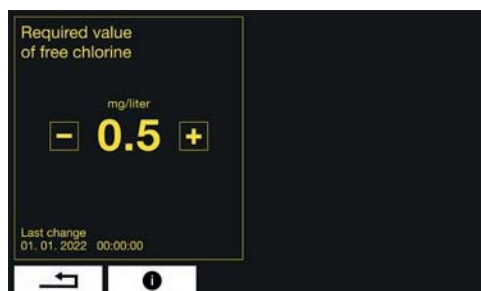 Required value
of free chlorine
mg/liter
- 0.5 +
Last change
01. 01. 2022 00:00:00
i